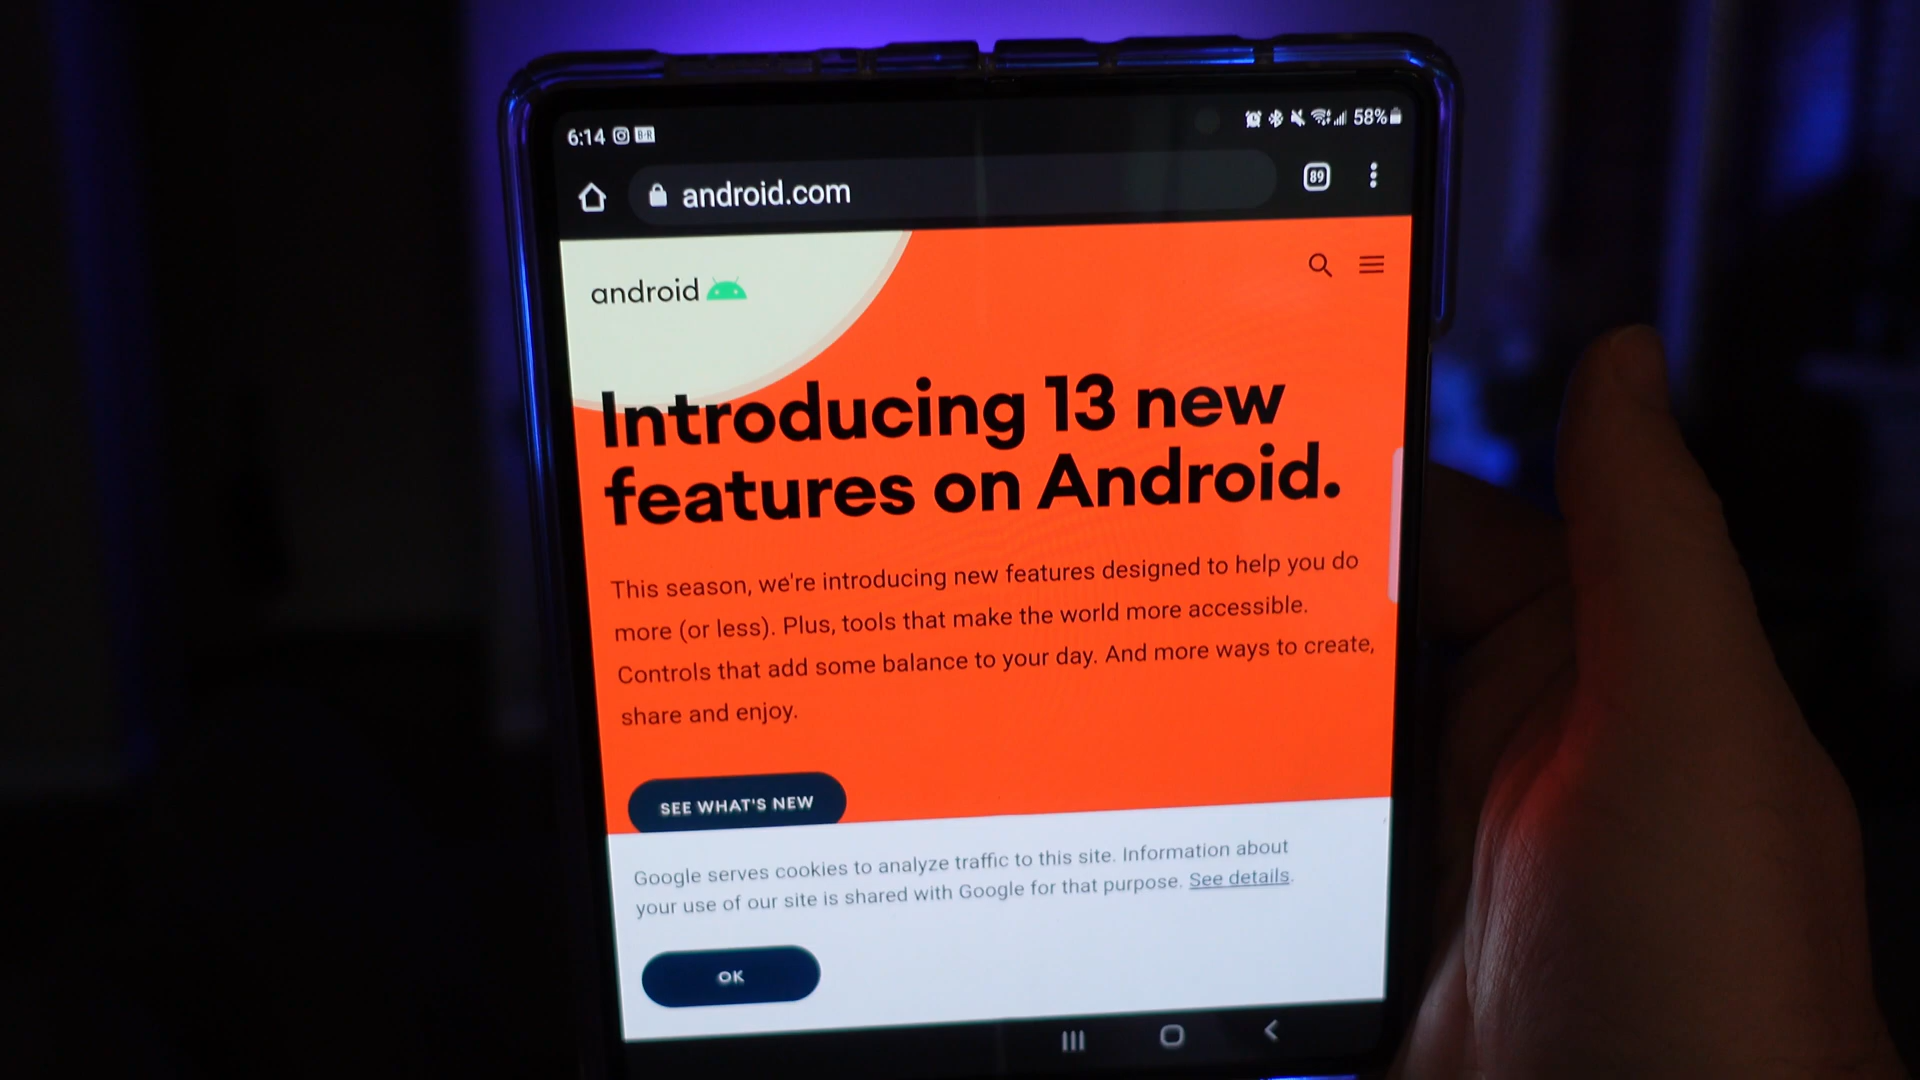 6:14 B-R 58%
android.com 89
android
Introducing 13 new
features on Android.
This season, we're introducing new features designed to help you do
more (or less). Plus, tools that make the world more accessible.
Controls that add some balance to your day. And more ways to create,
share and enjoy.
SEE WHAT'S NEW
Google serves cookies to analyze traffic to this site. Information about
your use of our site is shared with Google for that purpose. See details.
OK